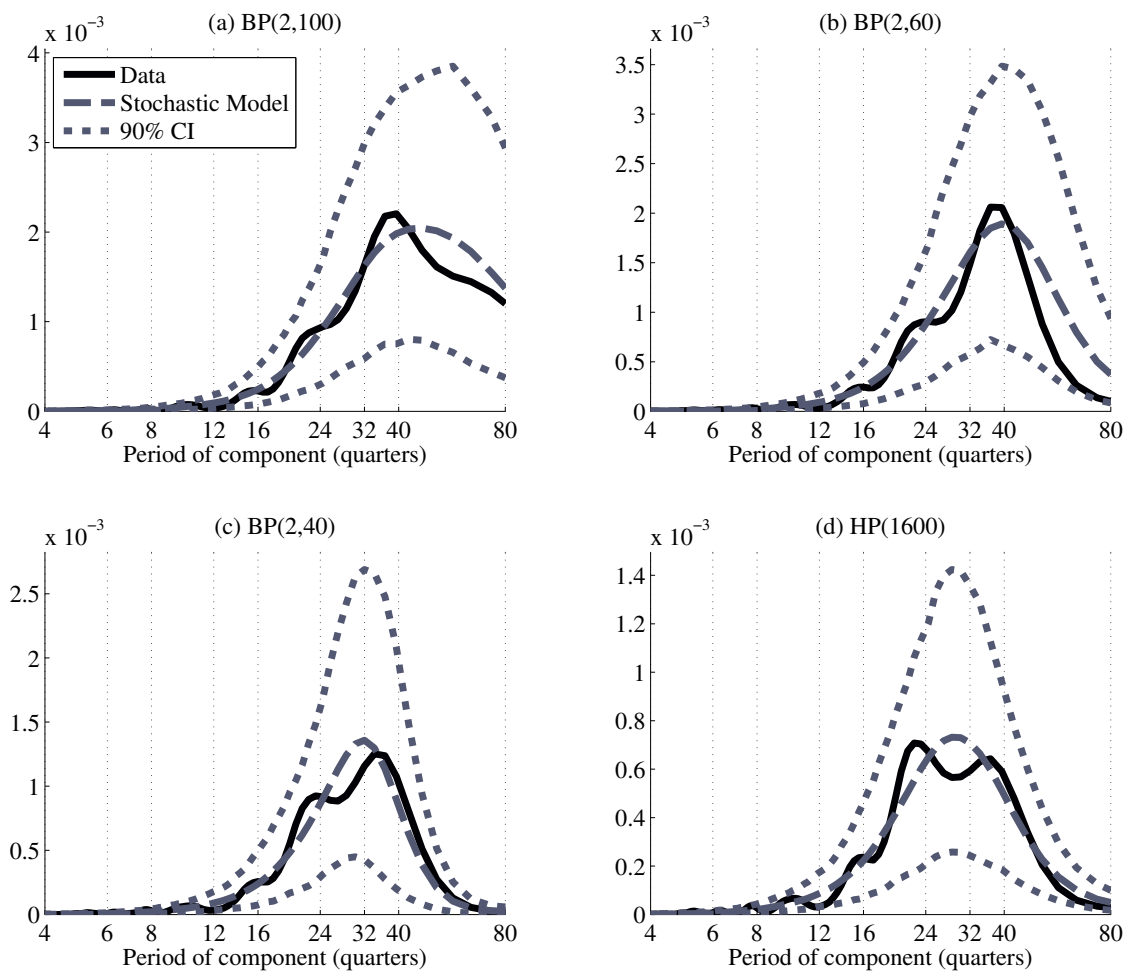 (a) BP(2,100)
x 10⁻³
4
3
2
1
0
Data
Stochastic Model
90% CI
4 6 8 12 16 24 32 40 80
Period of component (quarters)
(b) BP(2,60)
x 10⁻³
3.5
3
2.5
2
1.5
1
0.5
0
4 6 8 12 16 24 32 40 80
Period of component (quarters)
(c) BP(2,40)
x 10⁻³
2.5
2
1.5
1
0.5
0
4 6 8 12 16 24 32 40 80
Period of component (quarters)
(d) HP(1600)
x 10⁻³
1.4
1.2
1
0.8
0.6
0.4
0.2
0
4 6 8 12 16 24 32 40 80
Period of component (quarters)